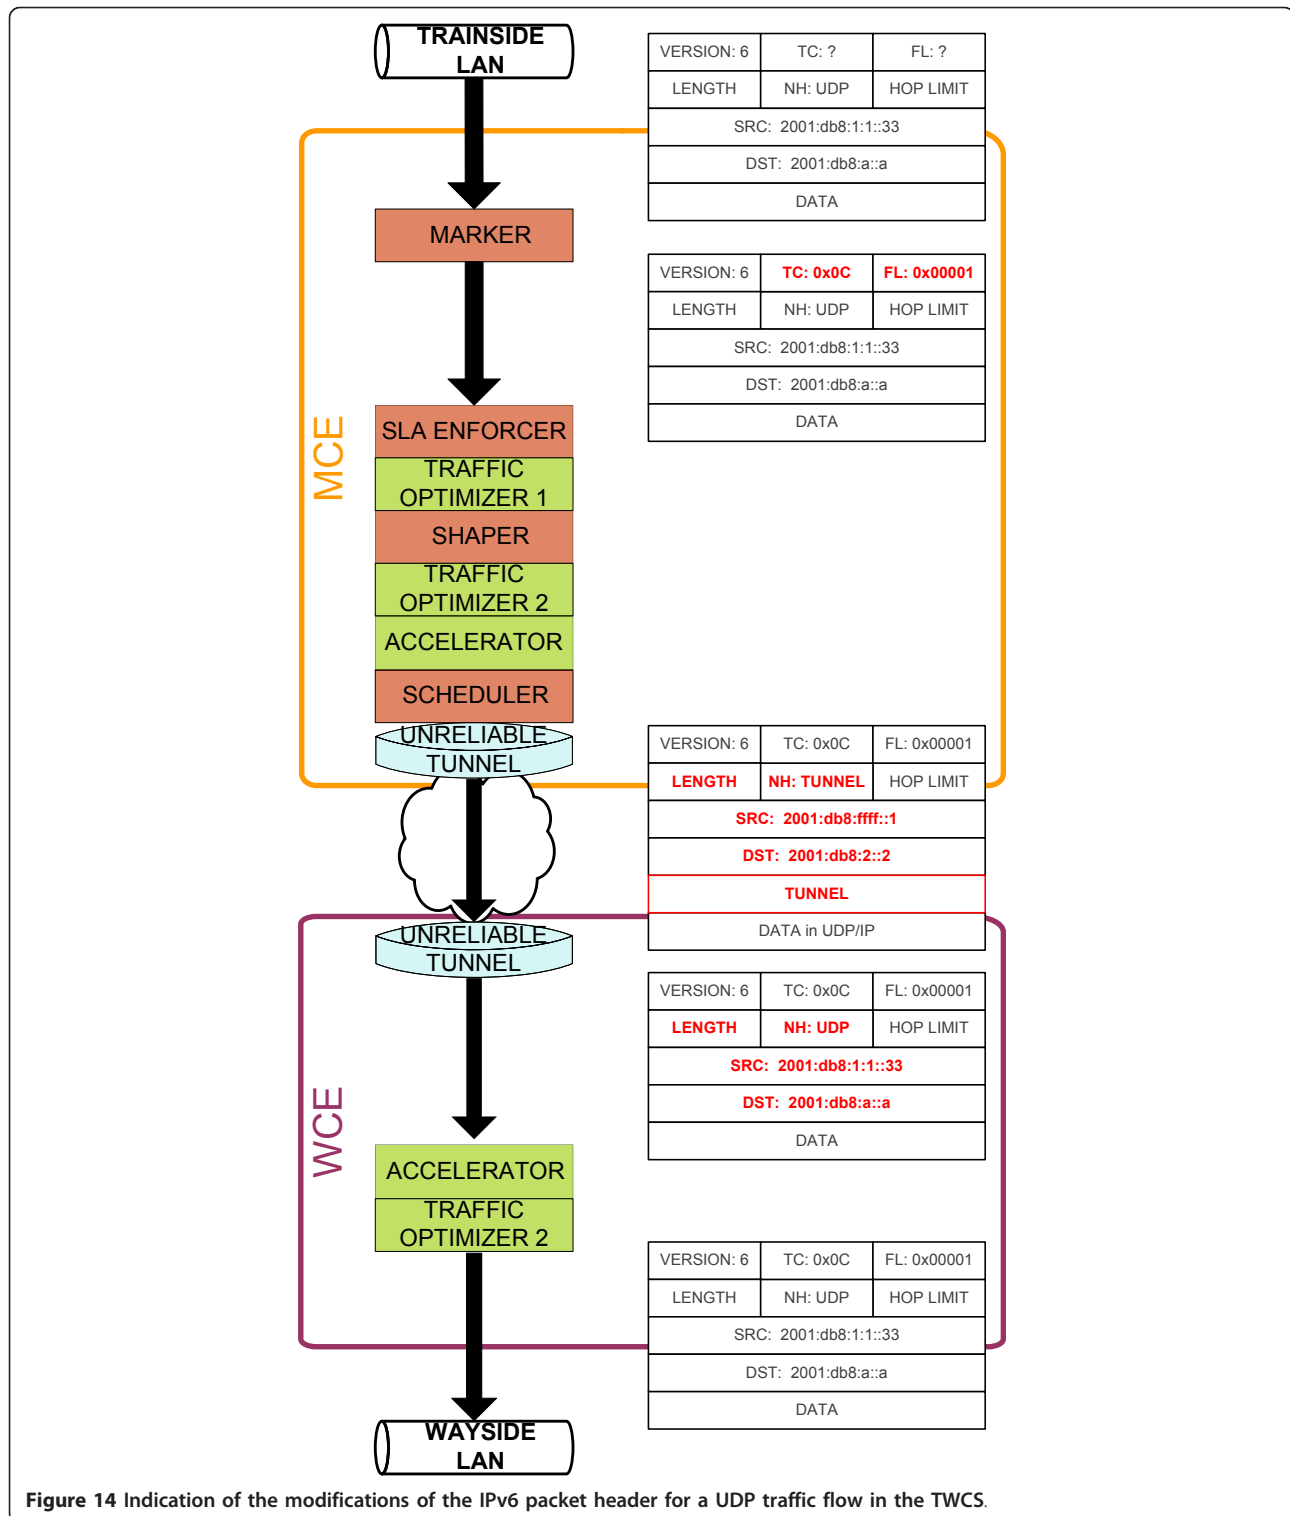 TRAINSIDE
LAN
VERSION: 6 TC: ? FL: ?
LENGTH NH: UDP HOP LIMIT
SRC: 2001:db8:1:1::33
DST: 2001:db8:a::a
DATA
MARKER
VERSION: 6 TC: 0x0C FL: 0x00001
LENGTH NH: UDP HOP LIMIT
SRC: 2001:db8:1:1::33
DST: 2001:db8:a::a
DATA
MCE
SLA ENFORCER
TRAFFIC
OPTIMIZER 1
SHAPER
TRAFFIC
OPTIMIZER 2
ACCELERATOR
SCHEDULER
UNRELIABLE
TUNNEL
VERSION: 6 TC: 0x0C FL: 0x00001
LENGTH NH: TUNNEL HOP LIMIT
SRC: 2001:db8:ffff::1
DST: 2001:db8:2::2
TUNNEL
DATA in UDP/IP
UNRELIABLE
TUNNEL
VERSION: 6 TC: 0x0C FL: 0x00001
LENGTH NH: UDP HOP LIMIT
SRC: 2001:db8:1:1::33
DST: 2001:db8:a::a
DATA
WCE
ACCELERATOR
TRAFFIC
OPTIMIZER 2
VERSION: 6 TC: 0x0C FL: 0x00001
LENGTH NH: UDP HOP LIMIT
SRC: 2001:db8:1:1::33
DST: 2001:db8:a::a
DATA
WAYSIDE
LAN
Figure 14 Indication of the modifications of the IPv6 packet header for a UDP traffic flow in the TWCS.